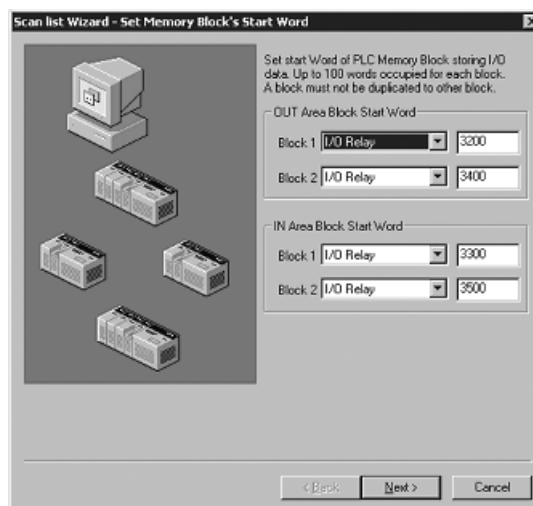 Scan list Wizard - Set Memory Block's Start Word
Set start Word of PLC Memory Block storing I/O
data. Up to 100 words occupied for each block.
A block must not be duplicated to other block.
OUT Area Block Start Word
Block 1 I/O Relay 3200
Block 2 I/O Relay 3400
IN Area Block Start Word
Block 1 I/O Relay 3300
Block 2 I/O Relay 3500
< Back Next > Cancel